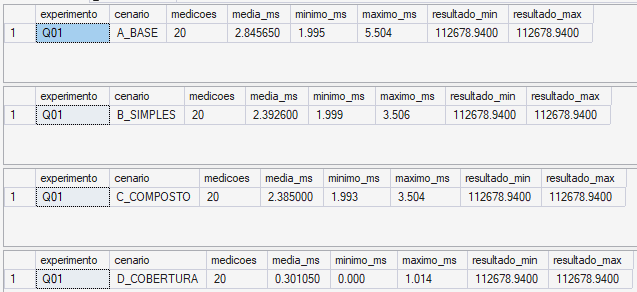 experimento cenario medicoes media_ms minimo_ms maximo_ms resultado_min resultado_max
1 Q01 A_BASE 20 2.845650 1.995 5.504 112678.9400 112678.9400
experimento cenario medicoes media_ms minimo_ms maximo_ms resultado_min resultado_max
1 Q01 B_SIMPLES 20 2.392600 1.999 3.506 112678.9400 112678.9400
experimento cenario medicoes media_ms minimo_ms maximo_ms resultado_min resultado_max
1 Q01 C_COMPOSTO 20 2.385000 1.993 3.504 112678.9400 112678.9400
experimento cenario medicoes media_ms minimo_ms maximo_ms resultado_min resultado_max
1 Q01 D_COBERTURA 20 0.301050 0.000 1.014 112678.9400 112678.9400